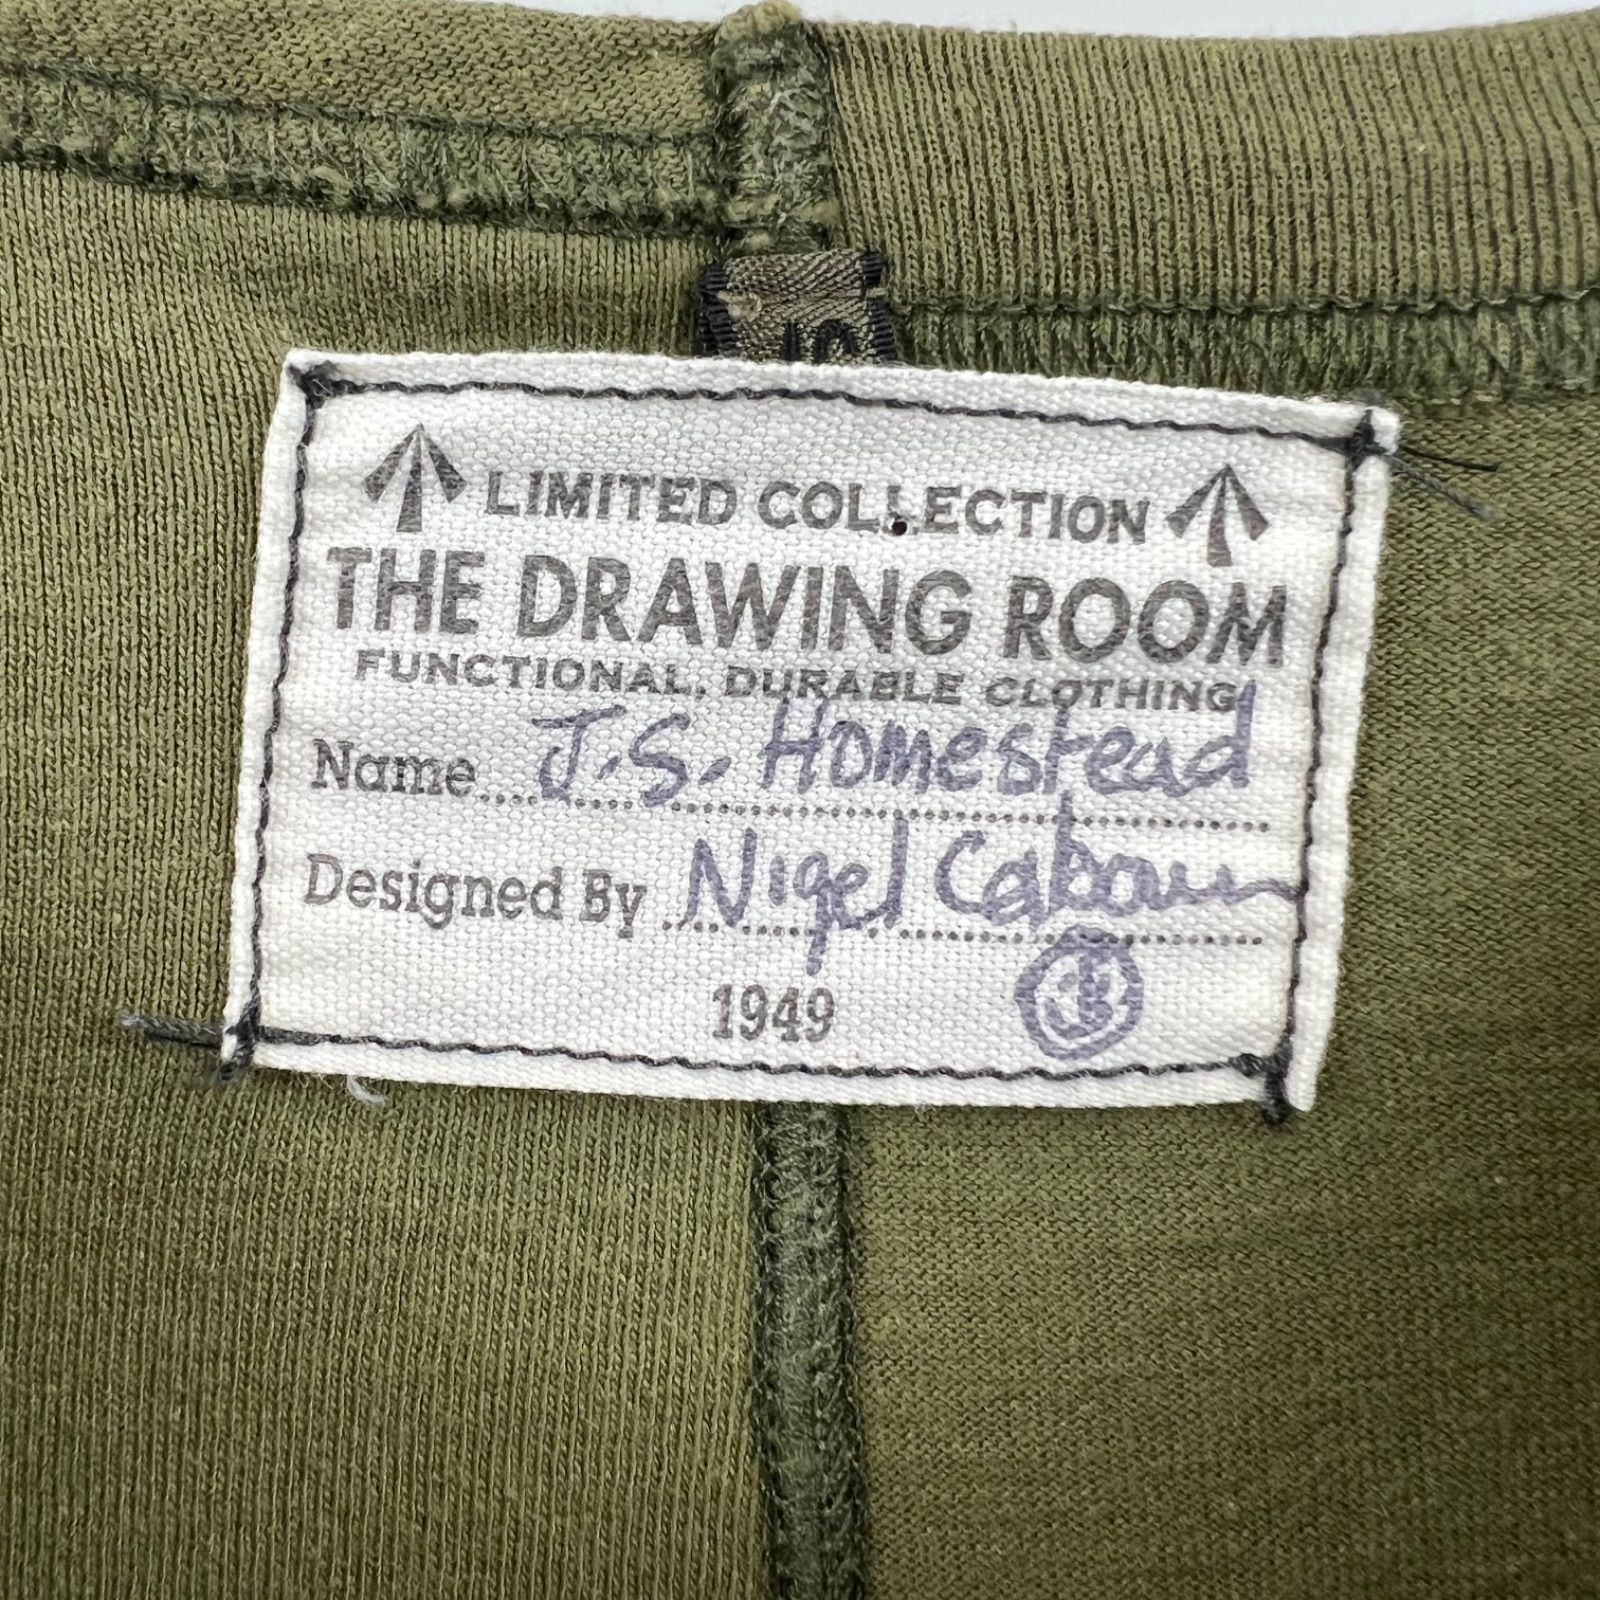 LIMITED COLLECTION
THE DRAWING ROOM
FUNCTIONAL, DURABLE CLOTHING
Name J.S. Homestead
Designed By Nigel Cabourn
1949